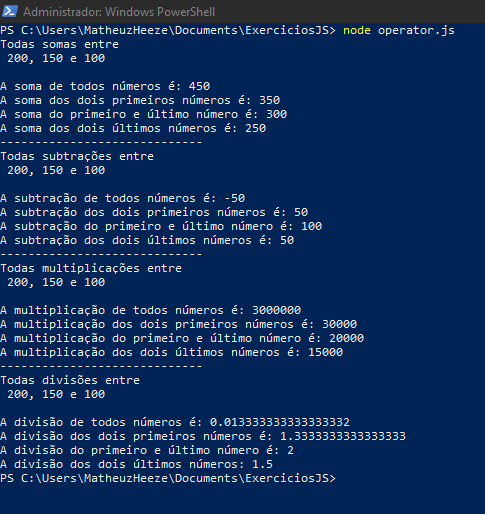 Administrador: Windows PowerShell
PS C:\Users\MatheuzHeeze\Documents\ExerciciosJS> node operator.js
Todas somas entre
200, 150 e 100
A soma de todos números é: 450
A soma dos dois primeiros números é: 350
A soma do primeiro e último número é: 300
A soma dos dois últimos números é: 250
-----------------------------
Todas subtrações entre
200, 150 e 100
A subtração de todos números é: -50
A subtração dos dois primeiros números é: 50
A subtração do primeiro e último número é: 100
A subtração dos dois últimos números é: 50
-----------------------------
Todas multiplicações entre
200, 150 e 100
A multiplicação de todos números é: 3000000
A multiplicação dos dois primeiros números é: 30000
A multiplicação do primeiro e último número é: 20000
A multiplicação dos dois últimos números é: 15000
-----------------------------
Todas divisões entre
200, 150 e 100
A divisão de todos números é: 0.013333333333333332
A divisão dos dois primeiros números é: 1.3333333333333333
A divisão do primeiro e último número é: 2
A divisão dos dois últimos números: 1.5
PS C:\Users\MatheuzHeeze\Documents\ExerciciosJS>